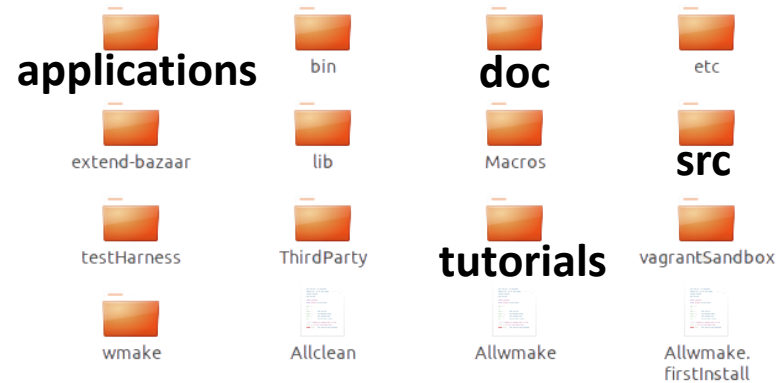 applications bin doc etc
extend-bazaar lib Macros src
testHarness ThirdParty tutorials vagrantSandbox
wmake Allclean Allwmake Allwmake.
firstInstall